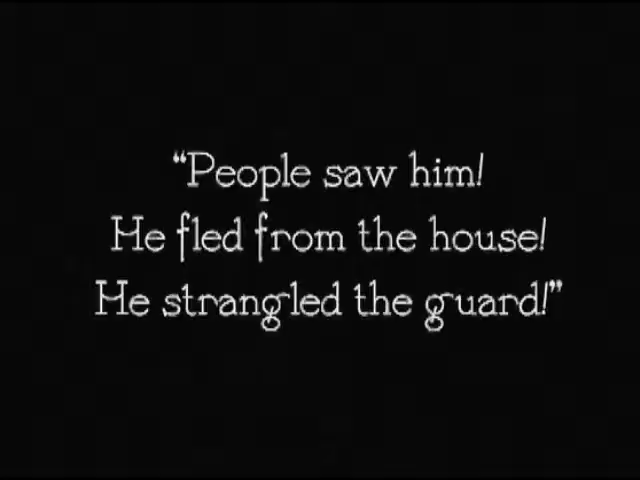 “People saw him!
He fled from the house!
He strangled the guard!”